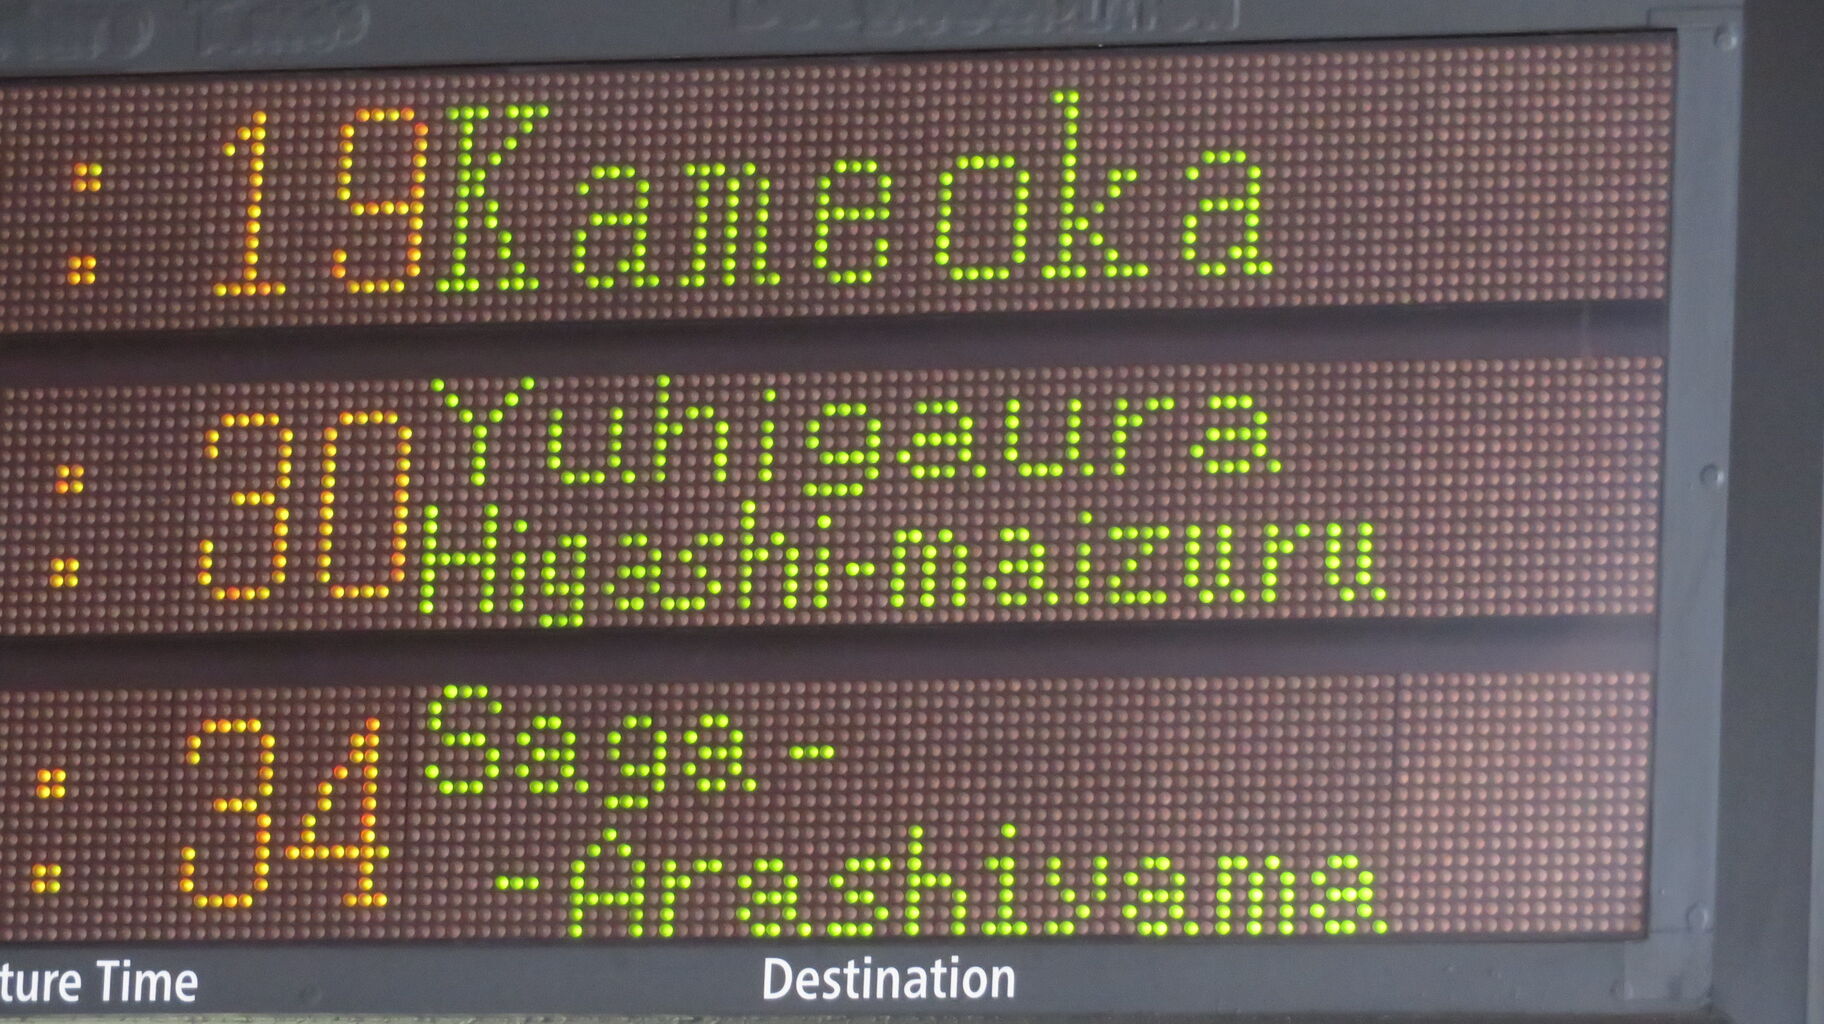 :19 Kameoka
:30 Yuhigaura
Higashi-maizuru
:34 Saga-
-Arashiyama
ture Time Destination